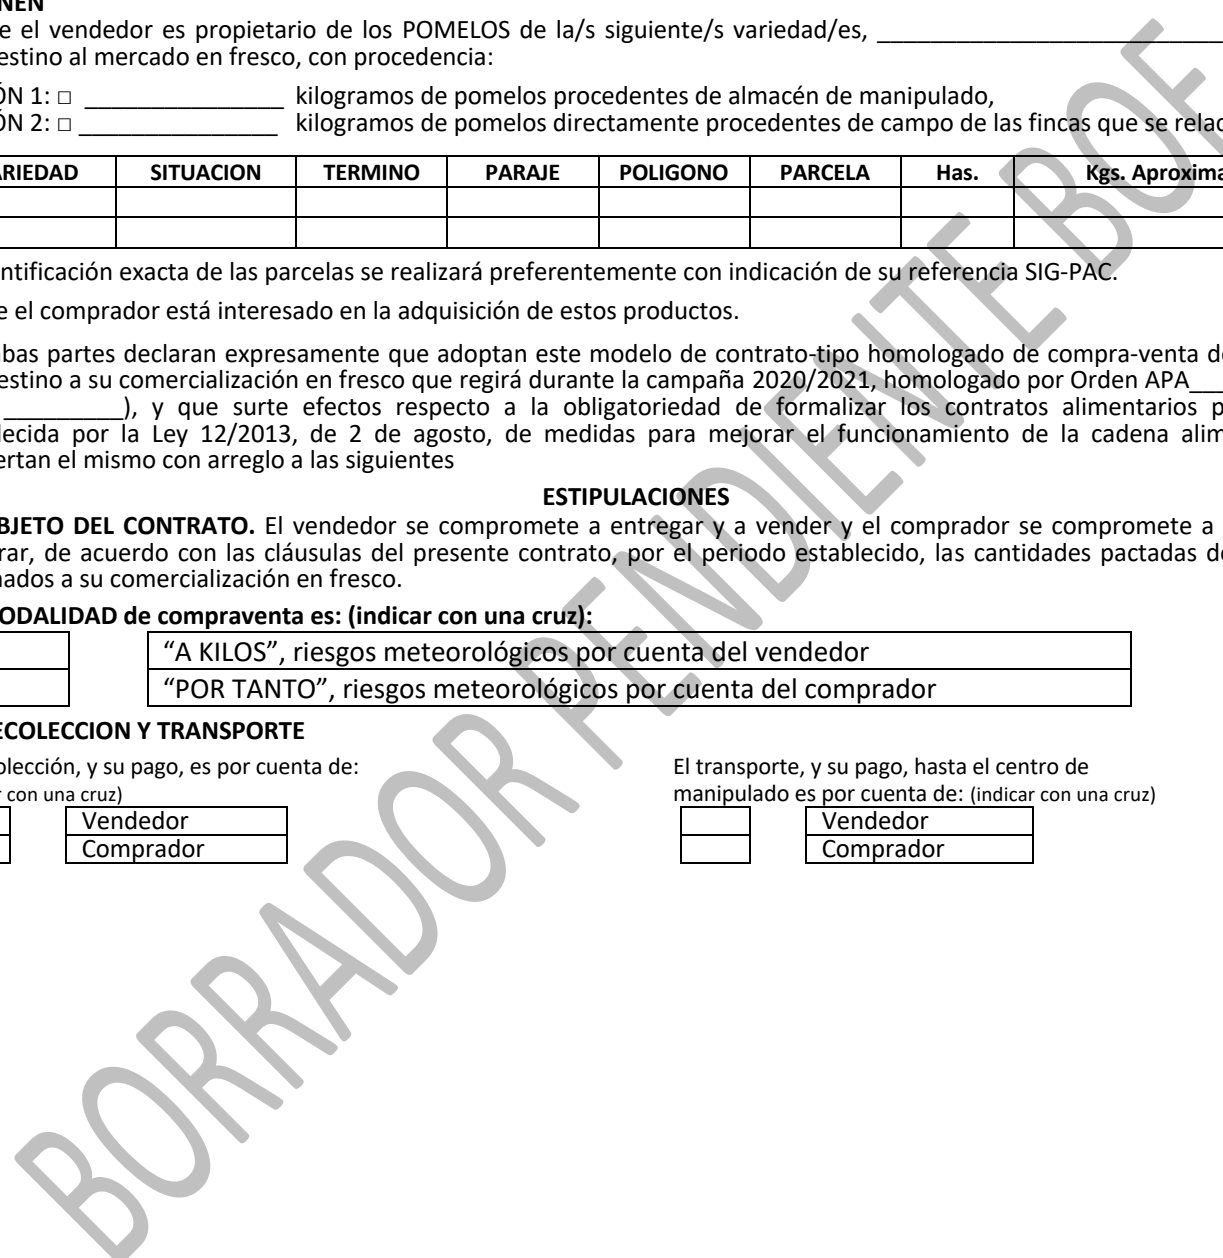 NEN
e el vendedor es propietario de los POMELOS de la/s siguiente/s variedad/es, ___________________________
estino al mercado en fresco, con procedencia:
ÓN 1: □ _______________ kilogramos de pomelos procedentes de almacén de manipulado,
ÓN 2: □ _______________ kilogramos de pomelos directamente procedentes de campo de las fincas que se relac
ARIEDAD SITUACION TERMINO PARAJE POLIGONO PARCELA Has. Kgs. Aproxima
ntificación exacta de las parcelas se realizará preferentemente con indicación de su referencia SIG-PAC.
e el comprador está interesado en la adquisición de estos productos.
bas partes declaran expresamente que adoptan este modelo de contrato-tipo homologado de compra-venta de
estino a su comercialización en fresco que regirá durante la campaña 2020/2021, homologado por Orden APA___
_________), y que surte efectos respecto a la obligatoriedad de formalizar los contratos alimentarios p
lecida por la Ley 12/2013, de 2 de agosto, de medidas para mejorar el funcionamiento de la cadena alim
ertan el mismo con arreglo a las siguientes
ESTIPULACIONES
BJETO DEL CONTRATO. El vendedor se compromete a entregar y a vender y el comprador se compromete a
rar, de acuerdo con las cláusulas del presente contrato, por el periodo establecido, las cantidades pactadas de
nados a su comercialización en fresco.
ODALIDAD de compraventa es: (indicar con una cruz):
“A KILOS”, riesgos meteorológicos por cuenta del vendedor
“POR TANTO”, riesgos meteorológicos por cuenta del comprador
ECOLECCION Y TRANSPORTE
olección, y su pago, es por cuenta de:
r con una cruz)
Vendedor
Comprador
El transporte, y su pago, hasta el centro de
manipulado es por cuenta de: (indicar con una cruz)
Vendedor
Comprador
BORRADOR PENDIENTE BOE